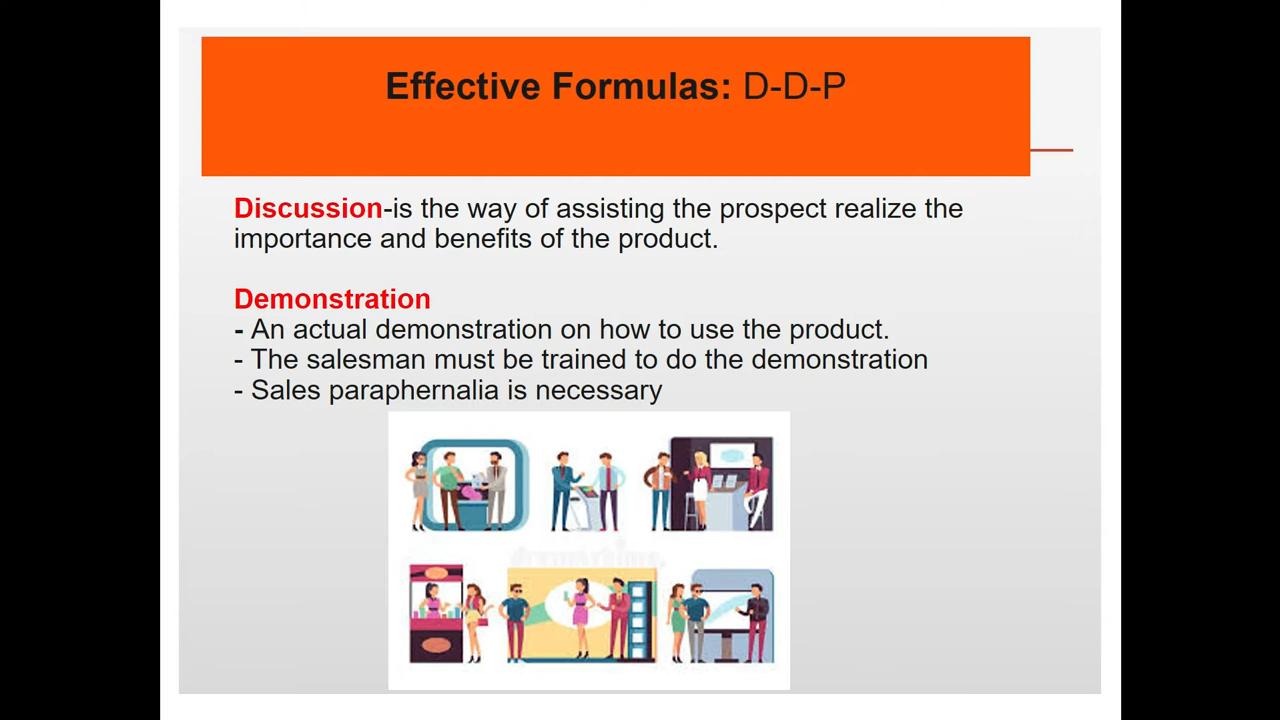 Effective Formulas: D-D-P
Discussion-is the way of assisting the prospect realize the
importance and benefits of the product.
Demonstration
- An actual demonstration on how to use the product.
- The salesman must be trained to do the demonstration
- Sales paraphernalia is necessary